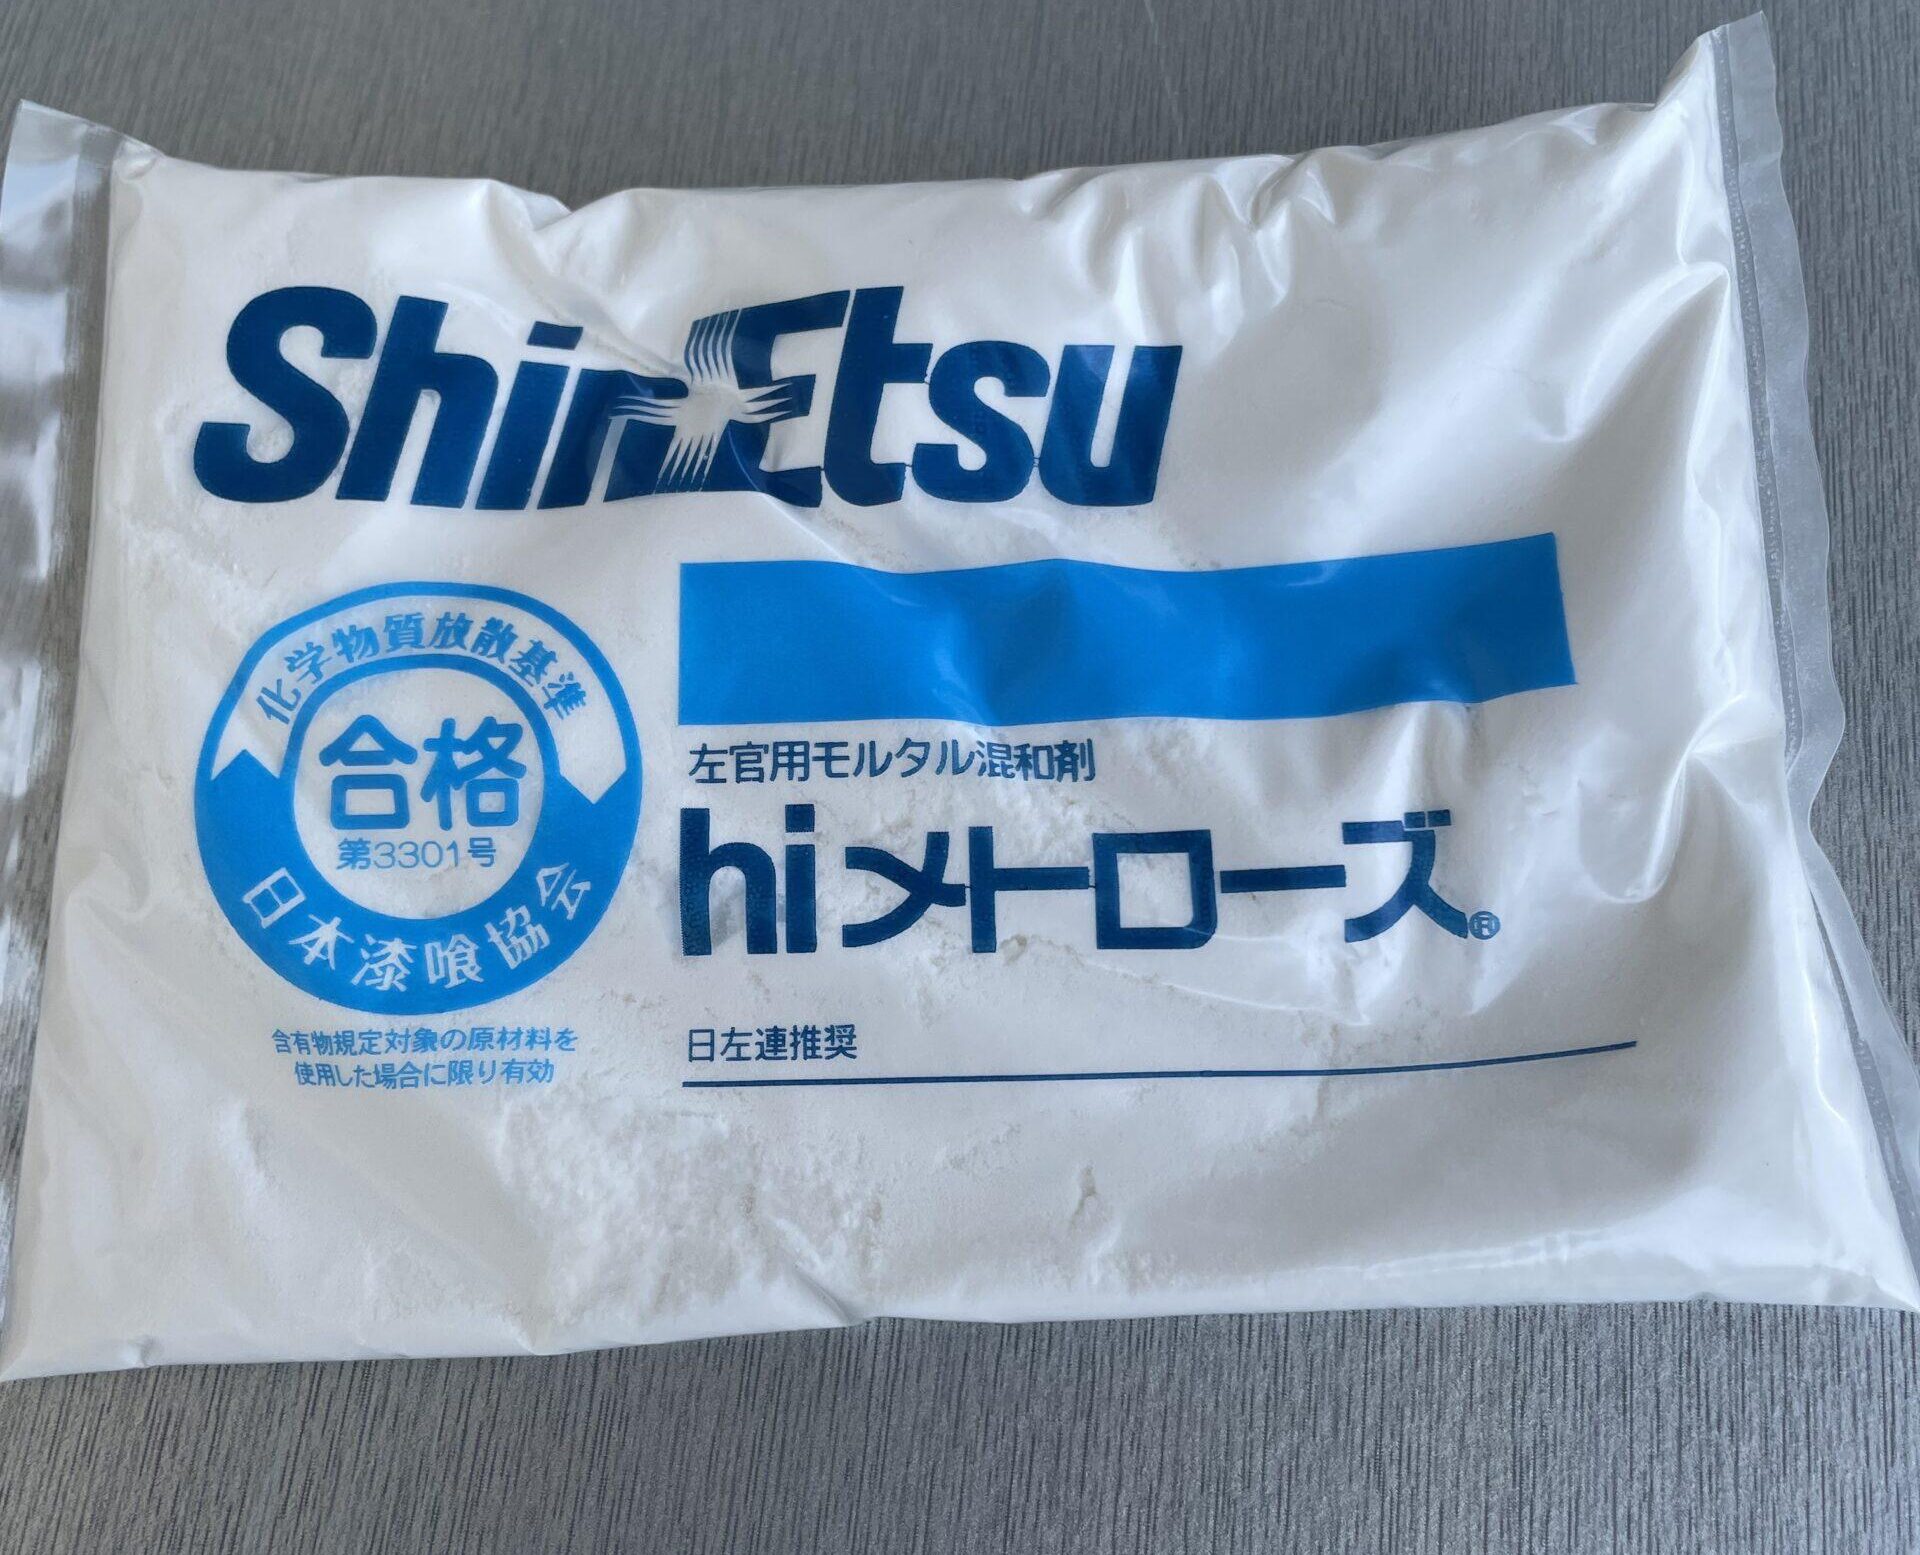 Shin-Etsu
化学物質放散基準
合格
第3301号
日本漆喰協会
含有物規定対象の原材料を
使用した場合に限り有効
左官用モルタル混和剤
hiメトローズ®
日左連推奨